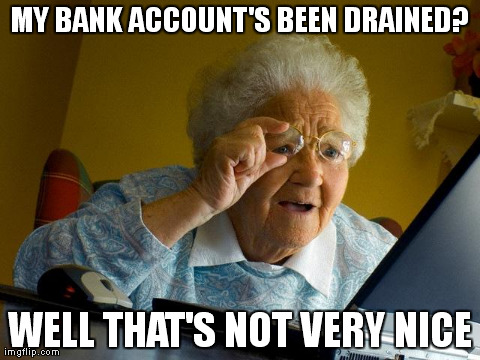 MY BANK ACCOUNT'S BEEN DRAINED?
WELL THAT'S NOT VERY NICE
imgflip.com